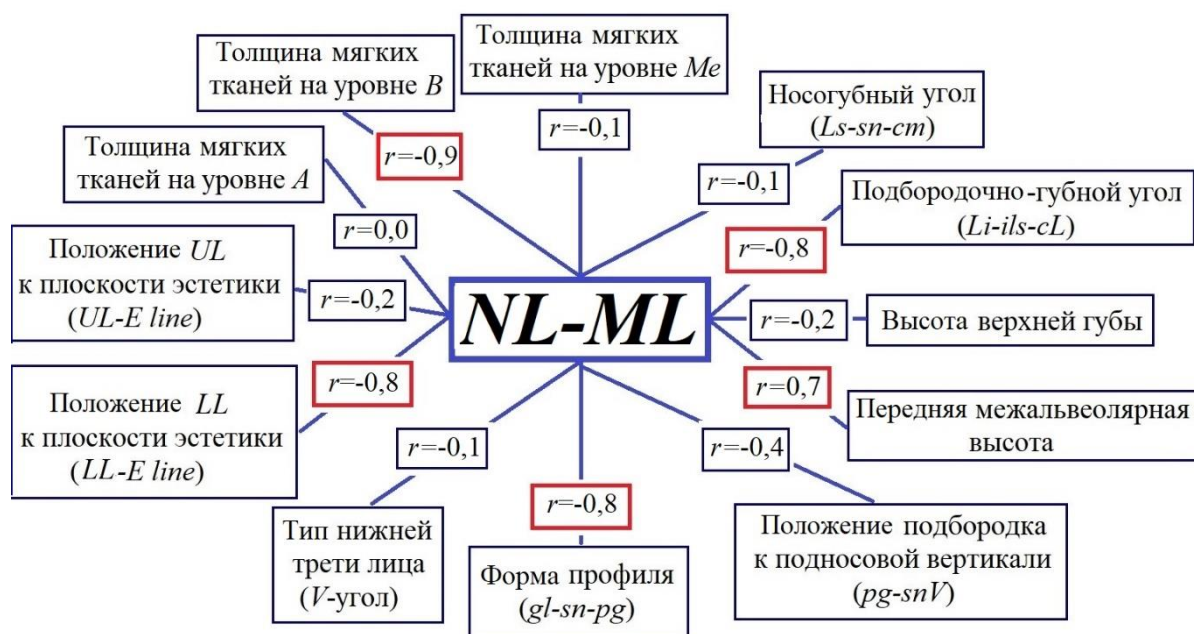 Толщина мягких
тканей на уровне B
r=-0,9
Толщина мягких
тканей на уровне Me
r=-0,1
Носогубный угол
(Ls-sn-cm)
r=-0,1
Толщина мягких
тканей на уровне A
r=0,0
Подбородочно-губной угол
(Li-ils-cL)
r=-0,8
Положение UL
к плоскости эстетики
(UL-E line)
r=-0,2
NL-ML
r=-0,2
Высота верхней губы
Положение LL
к плоскости эстетики
(LL-E line)
r=-0,8
r=0,7
Передняя межальвеолярная
высота
r=-0,1
Тип нижней
трети лица
(V-угол)
r=-0,8
Форма профиля
(gl-sn-pg)
r=-0,4
Положение подбородка
к подносовой вертикали
(pg-snV)